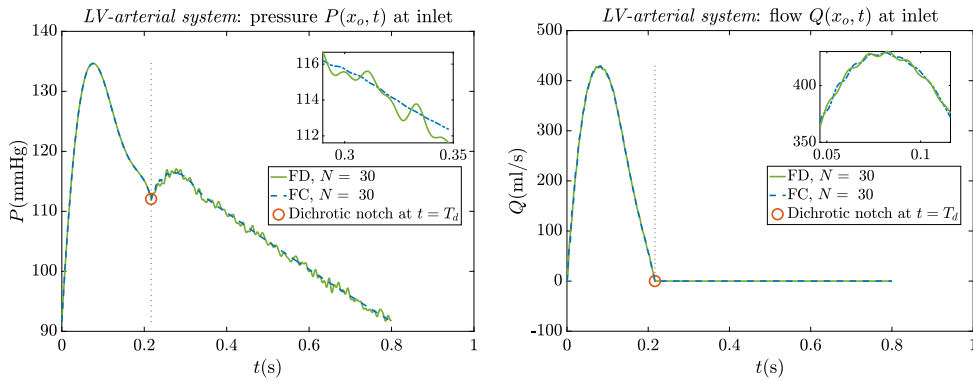 LV-arterial system: pressure P(x_o, t) at inlet
140
130
120
110
100
90
P(mmHg)
0
0.2
0.4
0.6
0.8
1
t(s)
116
114
112
0.3
0.35
FD, N = 30
FC, N = 30
Dichrotic notch at t = T_d
LV-arterial system: flow Q(x_o, t) at inlet
500
400
300
200
100
0
-100
Q(ml/s)
0
0.2
0.4
0.6
0.8
1
t(s)
400
350
0.05
0.1
FD, N = 30
FC, N = 30
Dichrotic notch at t = T_d